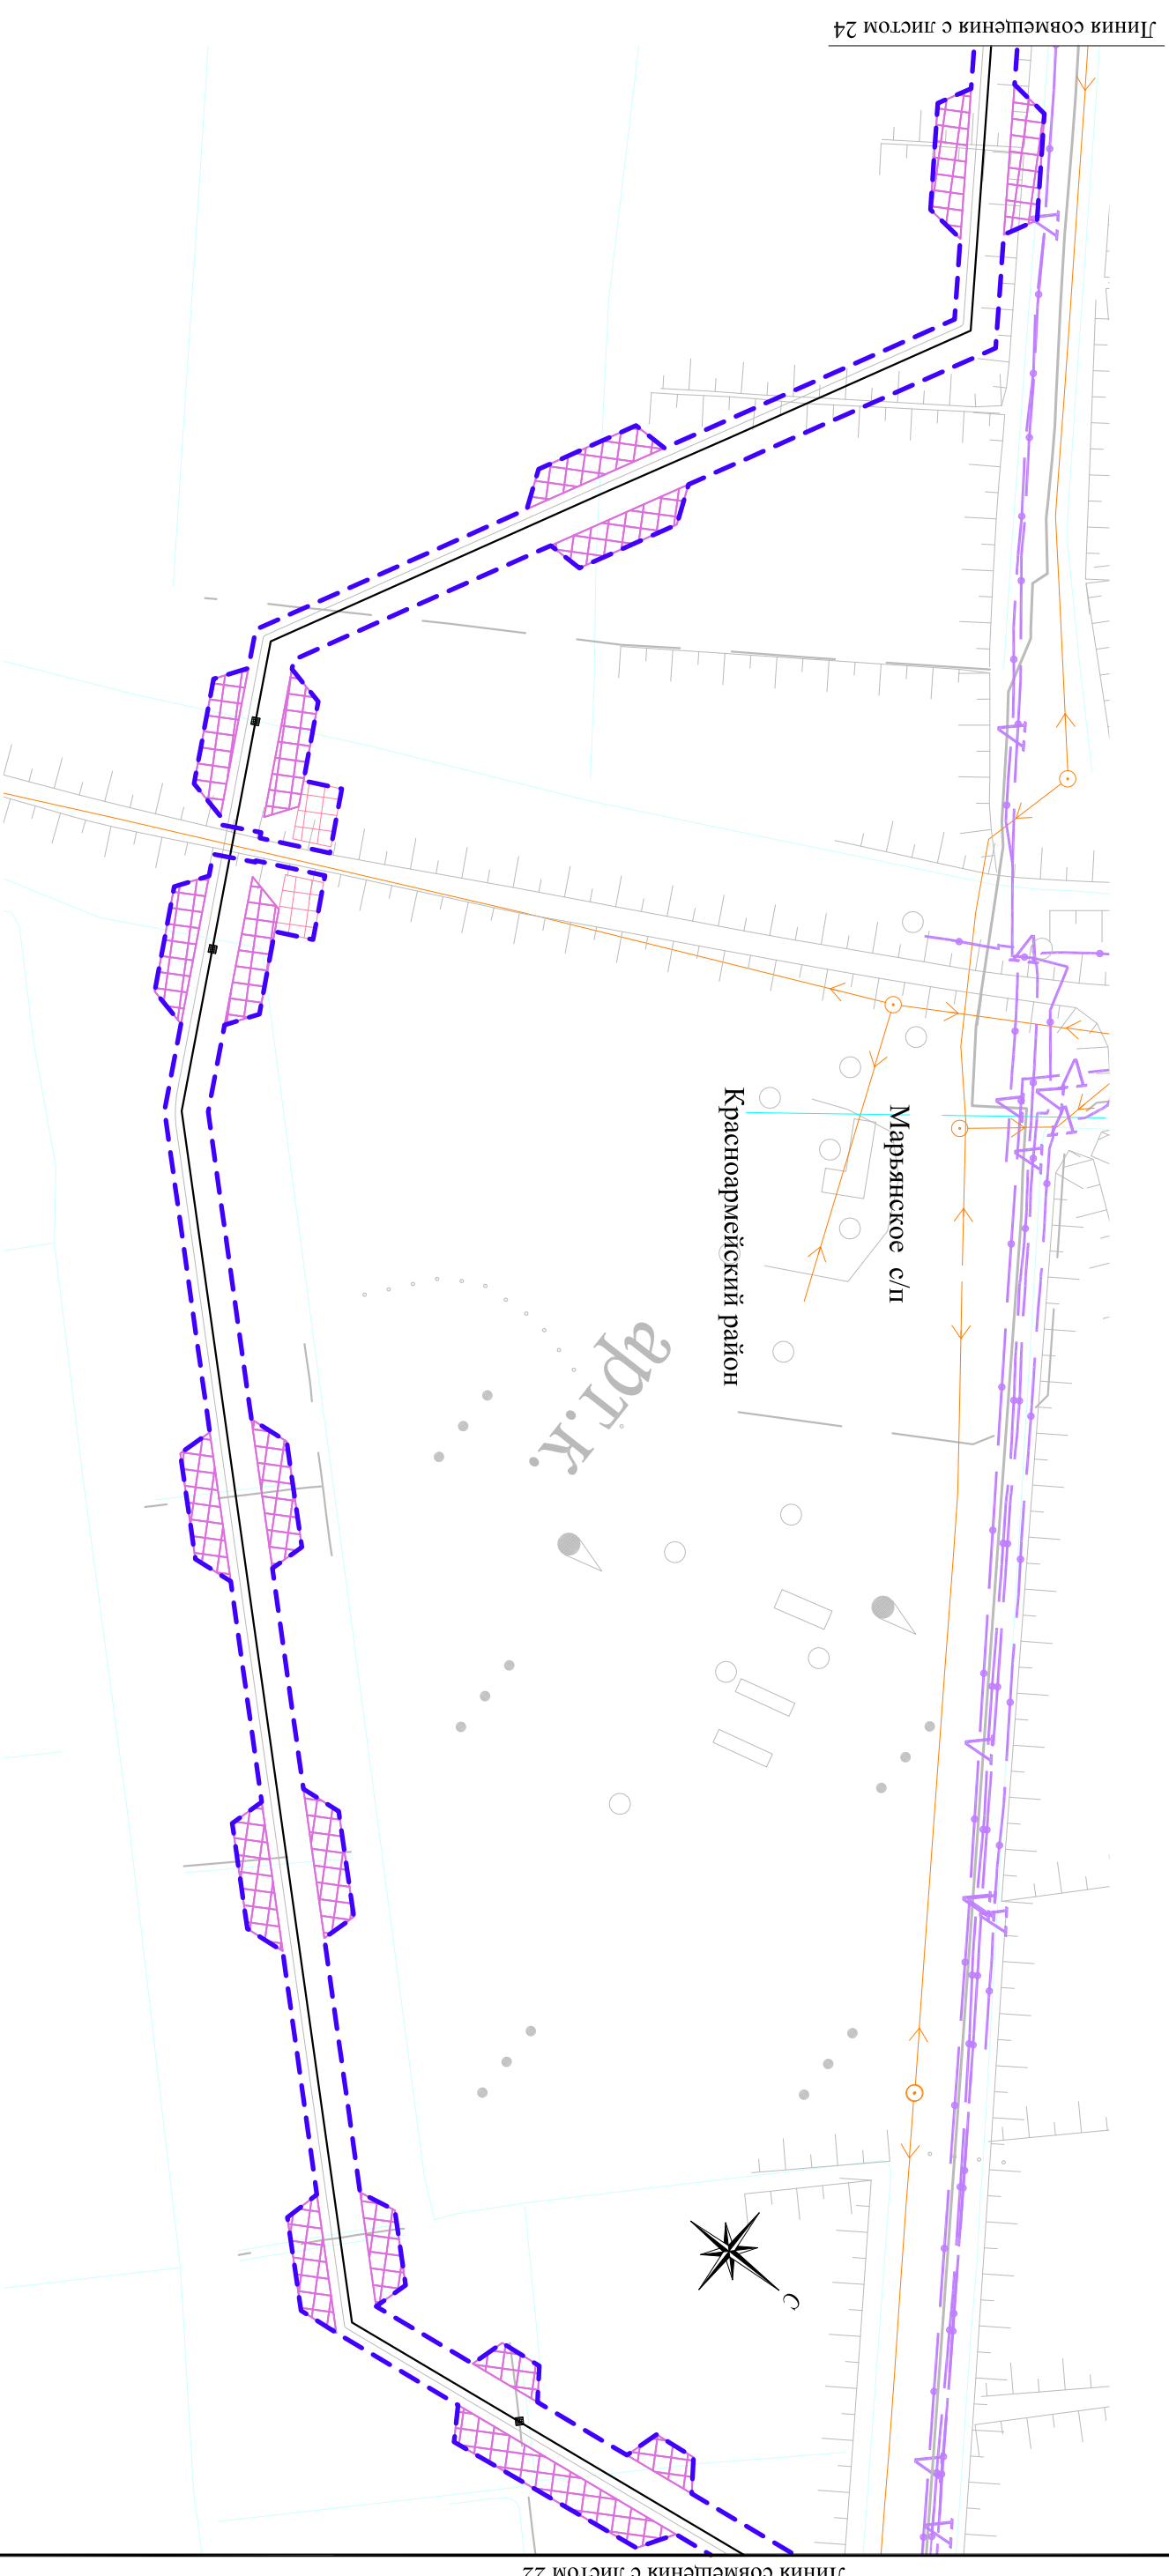 Линия совмещения с листом 24
Марьянское с/п
Красноармейский район
арт.к.
С
Линия совмещения с листом 22